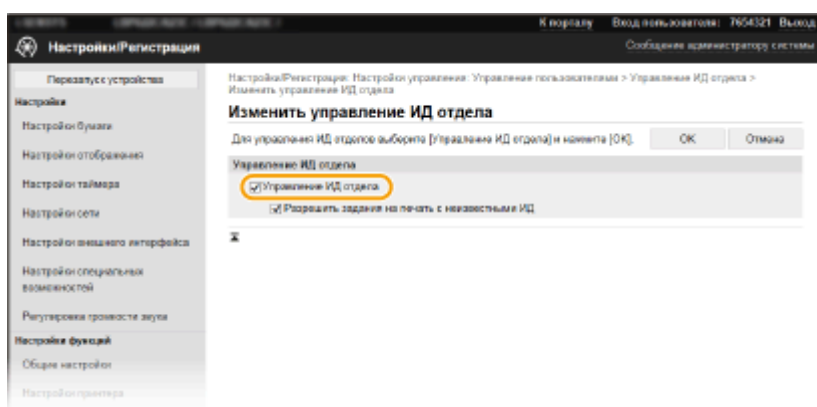 К порталу Вход пользователя: 7654321 Выход
Настройки/Регистрация
Сообщение администратору системы
Перезапуск устройства
Настройки
Настройки бумаги
Настройки отображения
Настройки таймера
Настройки сети
Настройки внешнего интерфейса
Настройки специальных
возможностей
Регулировка громкости звука
Настройки функций
Общие настройки
Настройки принтера
Настройки/Регистрация: Настройки управления: Управление пользователями > Управление ИД отдела >
Изменить управление ИД отдела
Изменить управление ИД отдела
Для управления ИД отделов выберите [Управление ИД отдела] и нажмите [OK].
OK
Отмена
Управление ИД отдела
Управление ИД отдела
Разрешить задания на печать с неизвестными ИД